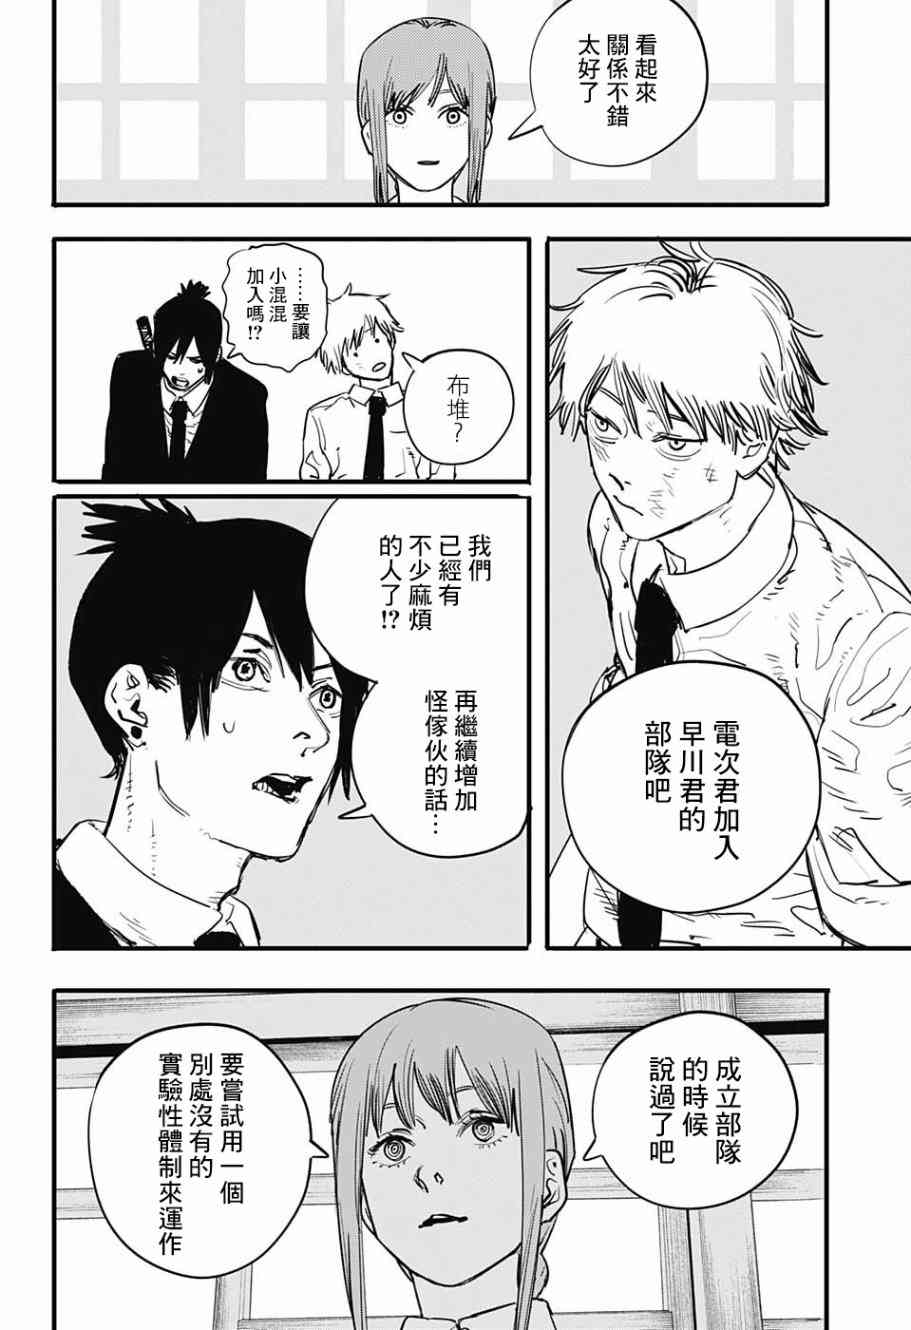 看起來
關係不錯
太好了
電次君加入
早川君的
部隊吧
……要讓
小混混
加入嗎!?
布堆?
我們
已經有
不少麻煩
的人了!?
再繼續增加
怪傢伙的話…
成立部隊
的時候
說過了吧
要嘗試用一個
別處沒有的
實驗性體制來運作